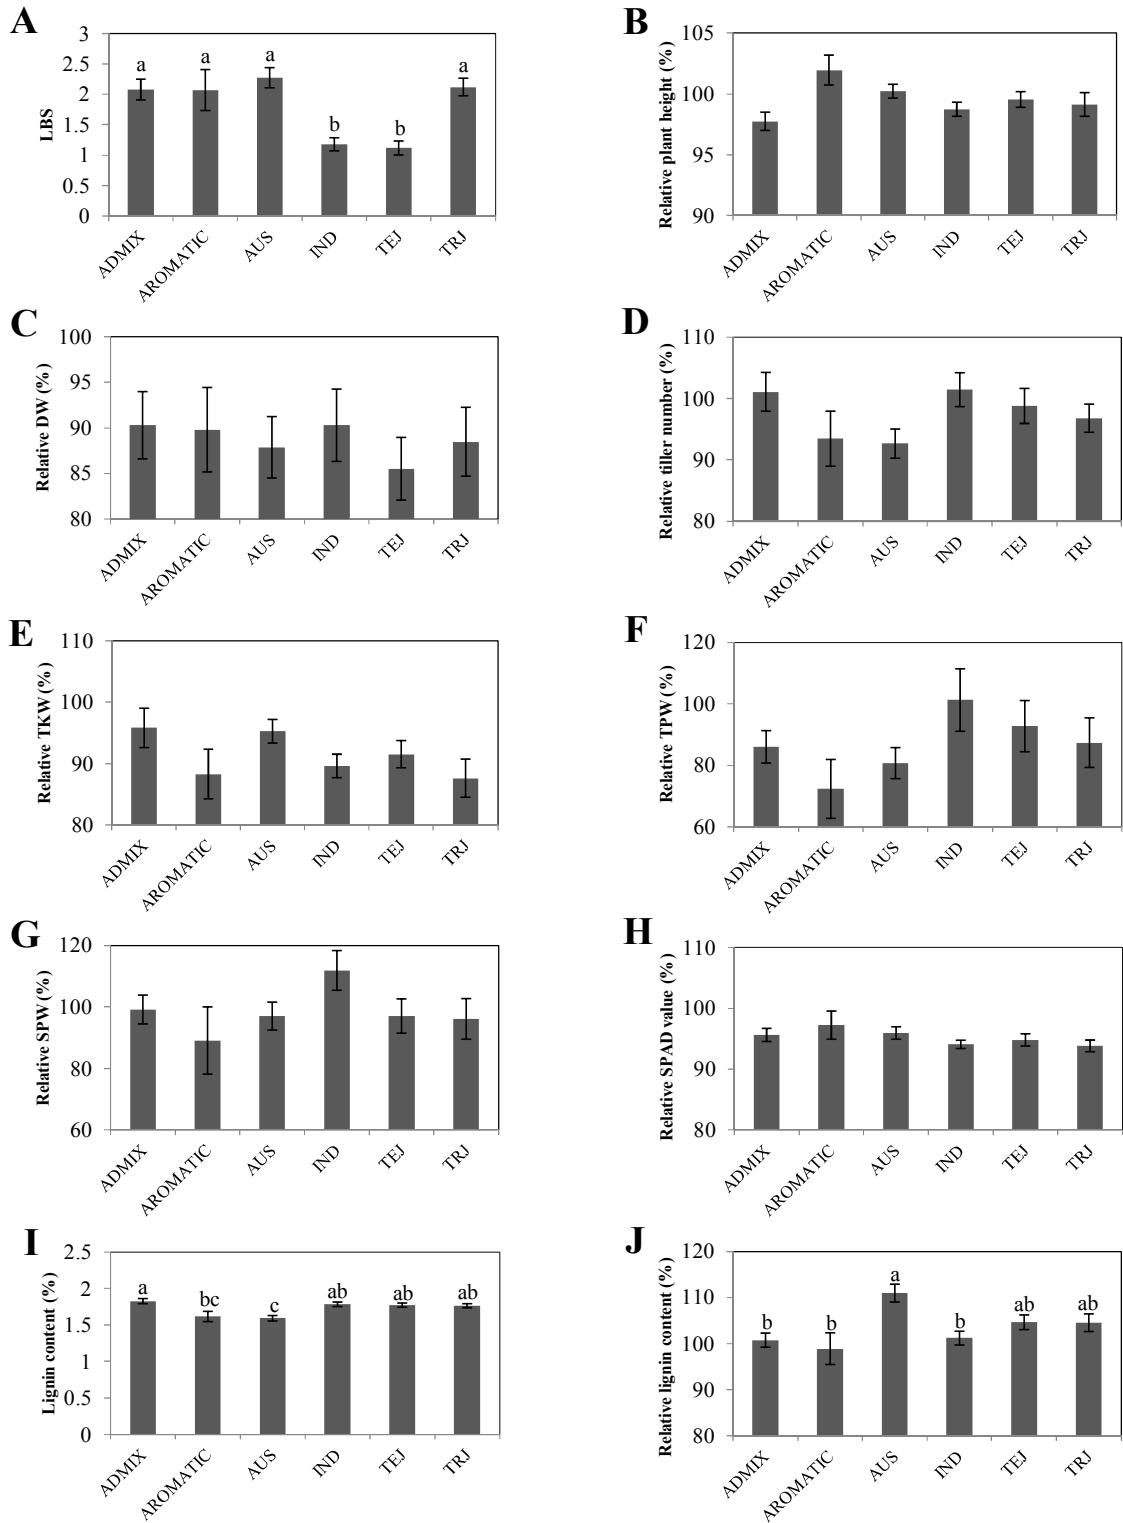 A
LBS
3
2.5
2
1.5
1
0.5
0
a a a b b a
ADMIX AROMATIC AUS IND TEJ TRJ
B
Relative plant height (%)
105
100
95
90
ADMIX AROMATIC AUS IND TEJ TRJ
C
Relative DW (%)
100
95
90
85
80
ADMIX AROMATIC AUS IND TEJ TRJ
D
Relative tiller number (%)
110
100
90
80
ADMIX AROMATIC AUS IND TEJ TRJ
E
Relative TKW (%)
110
100
90
80
ADMIX AROMATIC AUS IND TEJ TRJ
F
Relative TPW (%)
120
100
80
60
ADMIX AROMATIC AUS IND TEJ TRJ
G
Relative SPW (%)
120
100
80
60
ADMIX AROMATIC AUS IND TEJ TRJ
H
Relative SPAD value (%)
110
100
90
80
ADMIX AROMATIC AUS IND TEJ TRJ
I
Lignin content (%)
2.5
2
1.5
1
0.5
0
a bc c ab ab ab
ADMIX AROMATIC AUS IND TEJ TRJ
J
Relative lignin content (%)
120
110
100
90
80
b b a b ab ab
ADMIX AROMATIC AUS IND TEJ TRJ